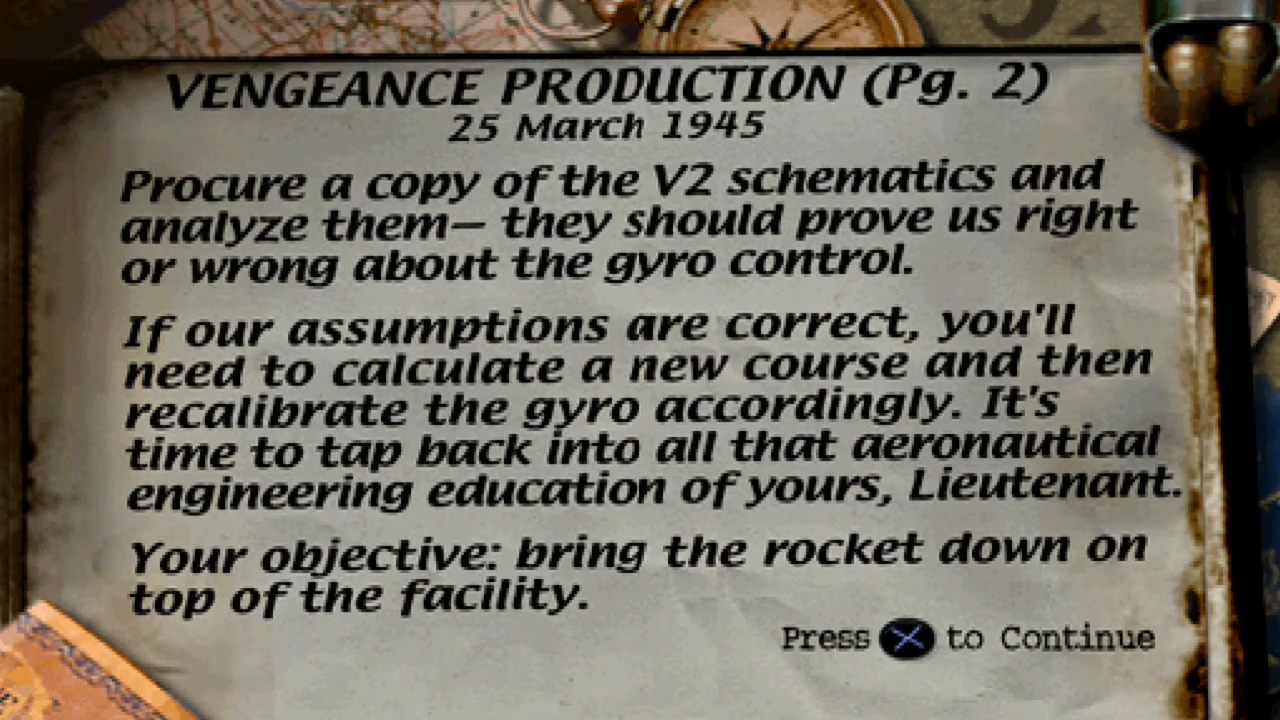 VENGEANCE PRODUCTION (Pg. 2)
25 March 1945
Procure a copy of the V2 schematics and
analyze them— they should prove us right
or wrong about the gyro control.
If our assumptions are correct, you'll
need to calculate a new course and then
recalibrate the gyro accordingly. It's
time to tap back into all that aeronautical
engineering education of yours, Lieutenant.
Your objective: bring the rocket down on
top of the facility.
Press to Continue